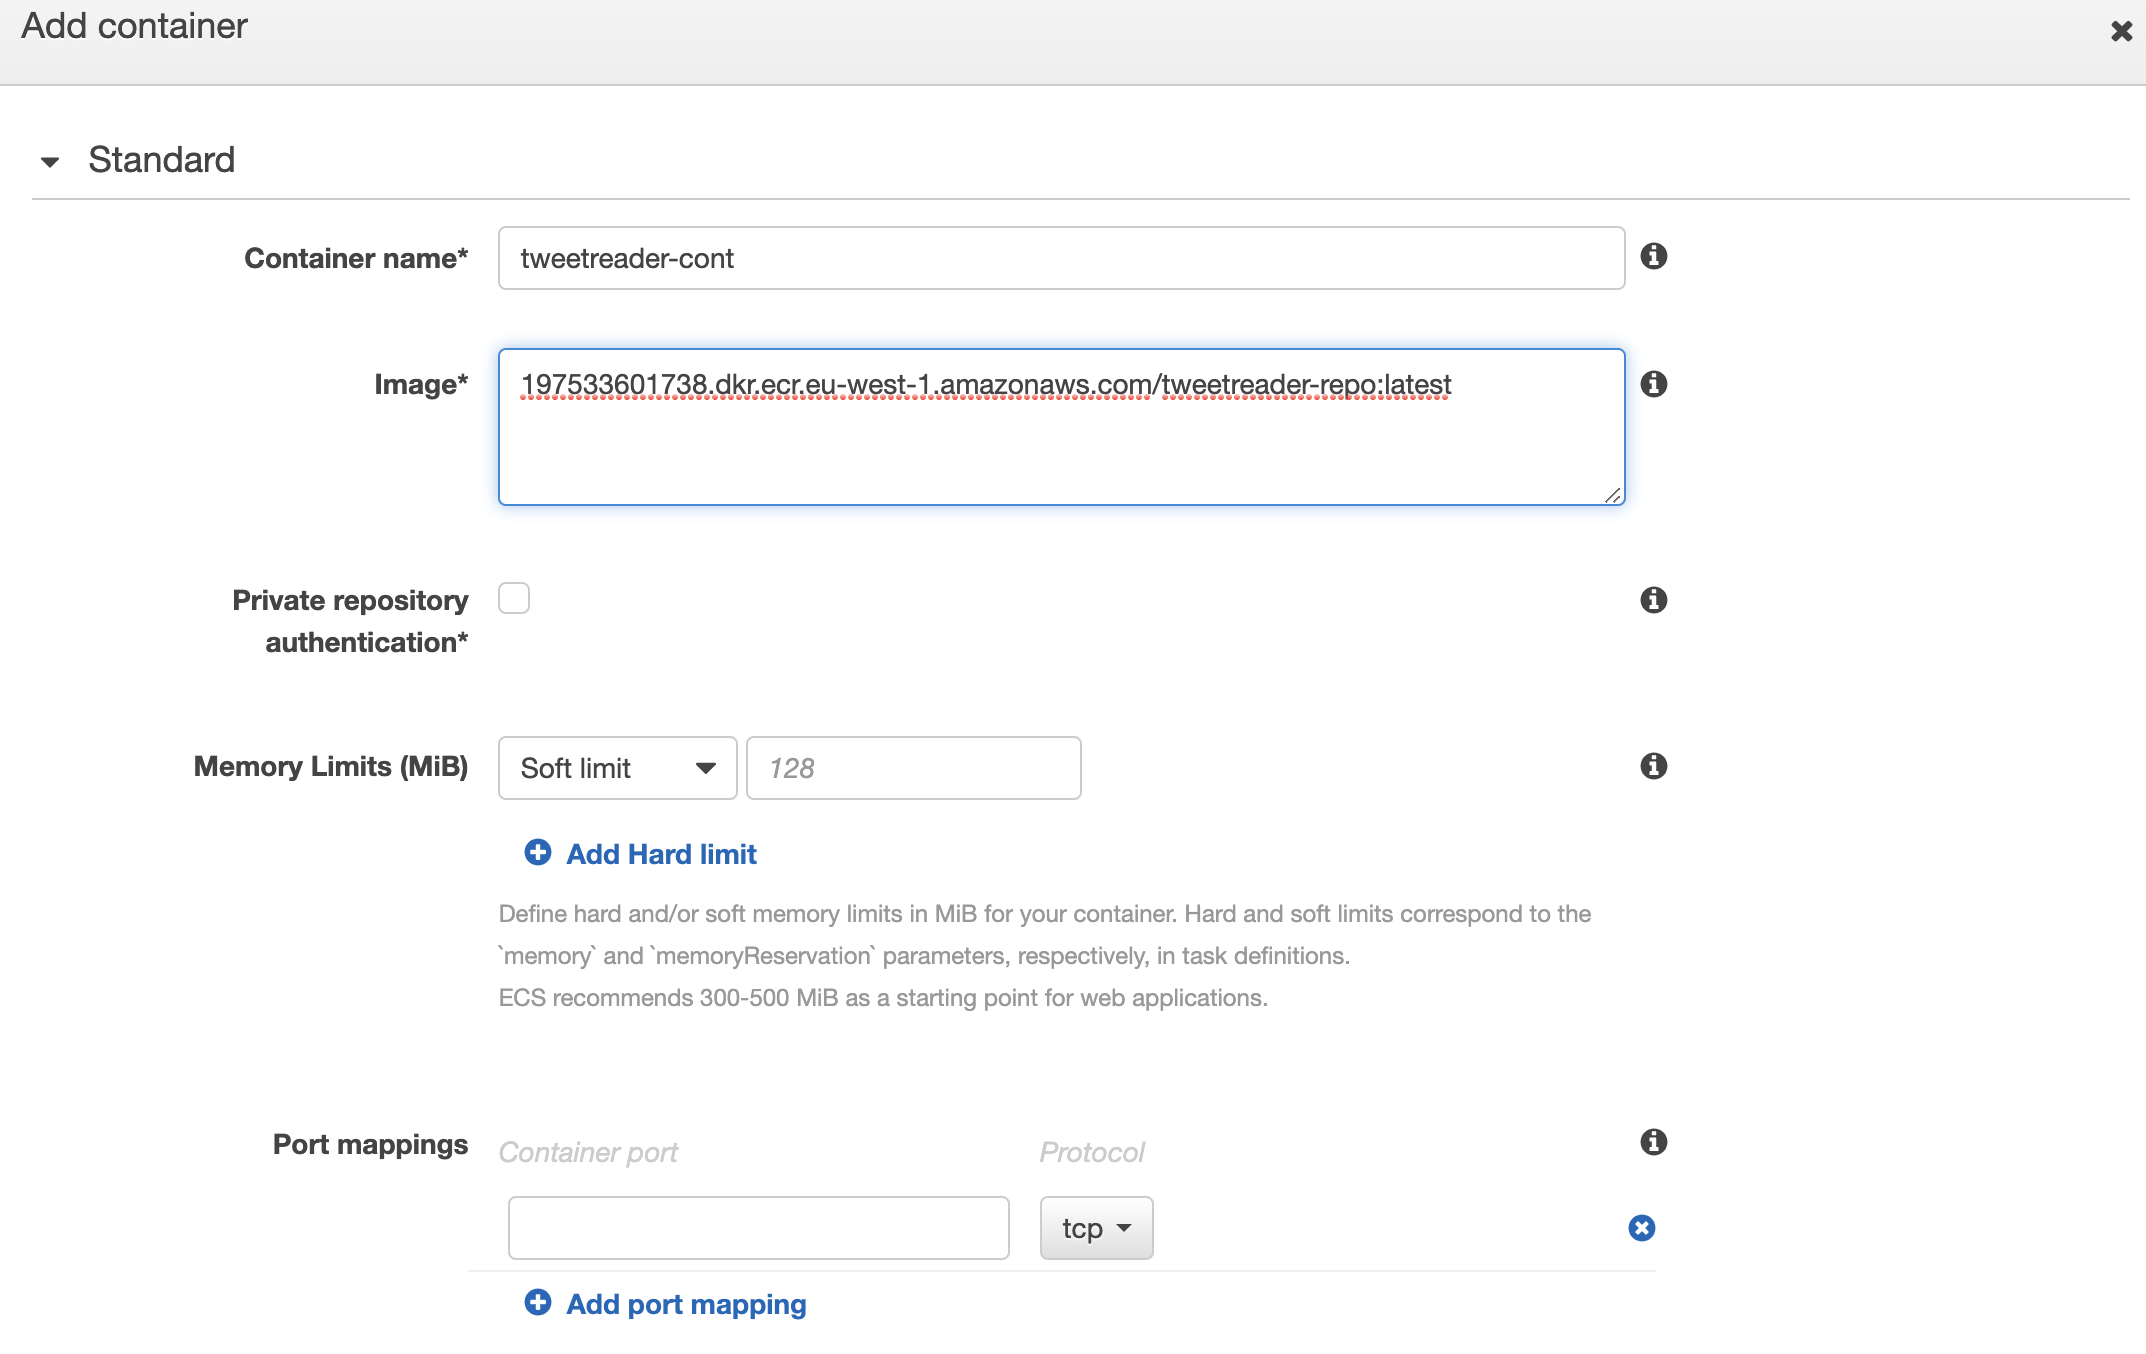 Add container
Standard
Container name*
tweetreader-cont
Image*
197533601738.dkr.ecr.eu-west-1.amazonaws.com/tweetreader-repo:latest
Private repository
authentication*
Memory Limits (MiB)
Soft limit
128
Add Hard limit
Define hard and/or soft memory limits in MiB for your container. Hard and soft limits correspond to the
`memory` and `memoryReservation` parameters, respectively, in task definitions.
ECS recommends 300-500 MiB as a starting point for web applications.
Port mappings
Container port
Protocol
tcp
Add port mapping